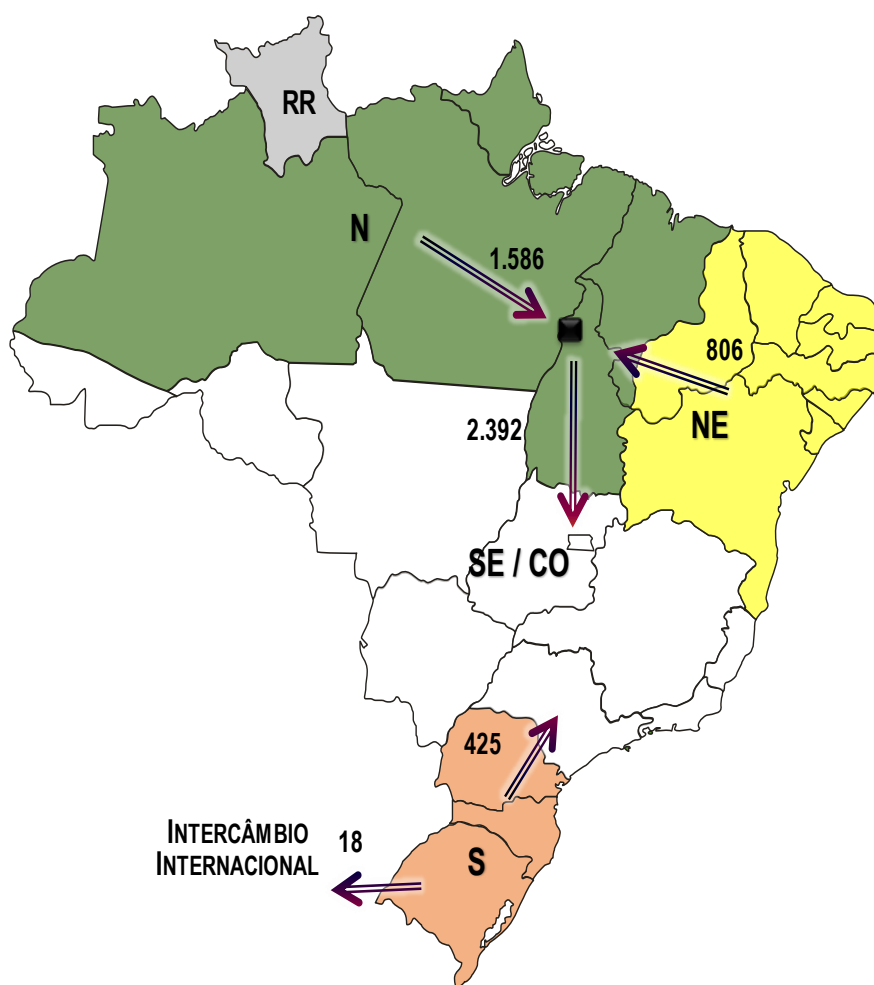 RR
N
1.586
806
2.392
NE
SE / CO
425
INTERCÂMBIO
INTERNACIONAL
18
S